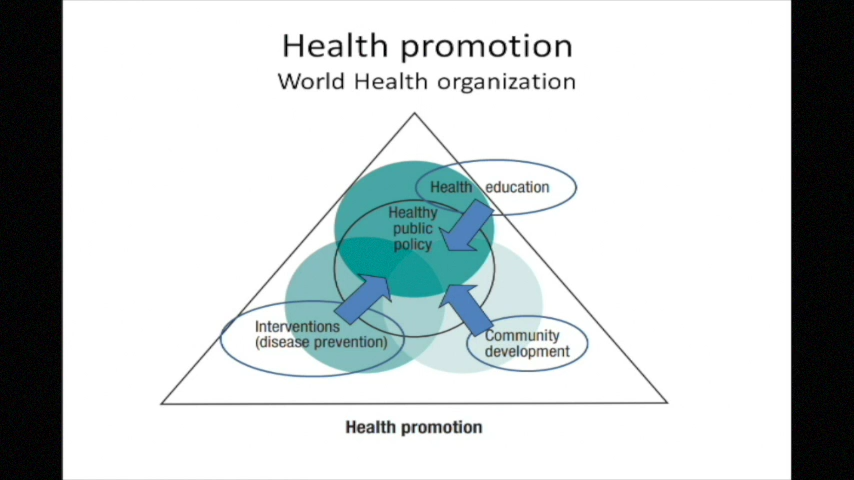 Health promotion
World Health organization
Health education
Healthy
public
policy
Interventions
(disease prevention)
Community
development
Health promotion